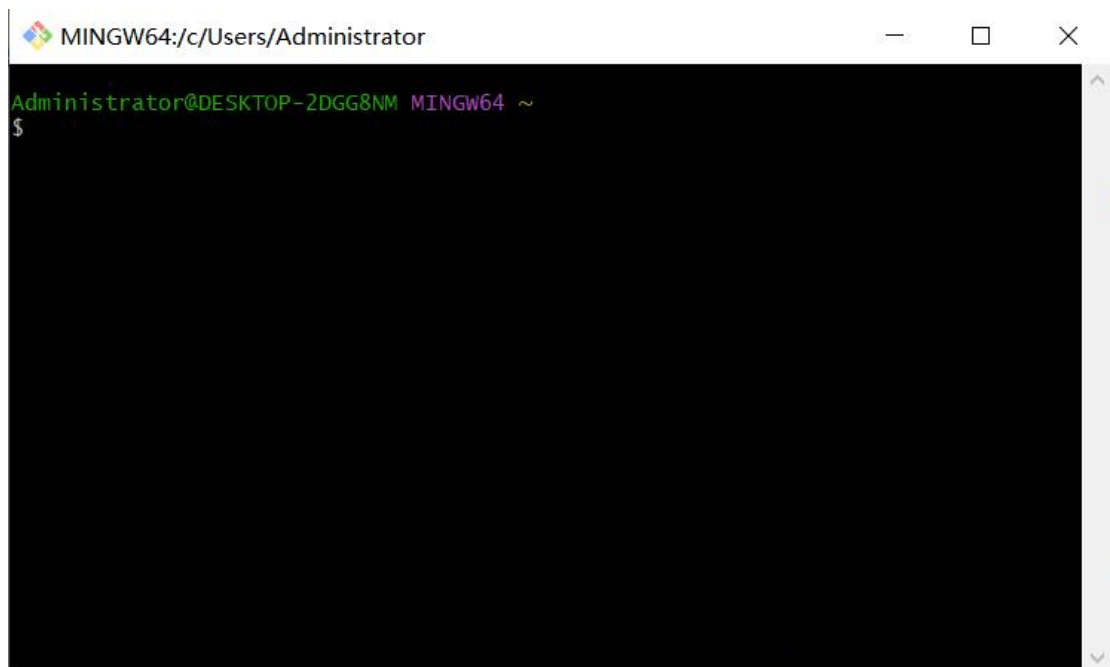 MINGW64:/c/Users/Administrator
Administrator@DESKTOP-2DGG8NM MINGW64 ~
$